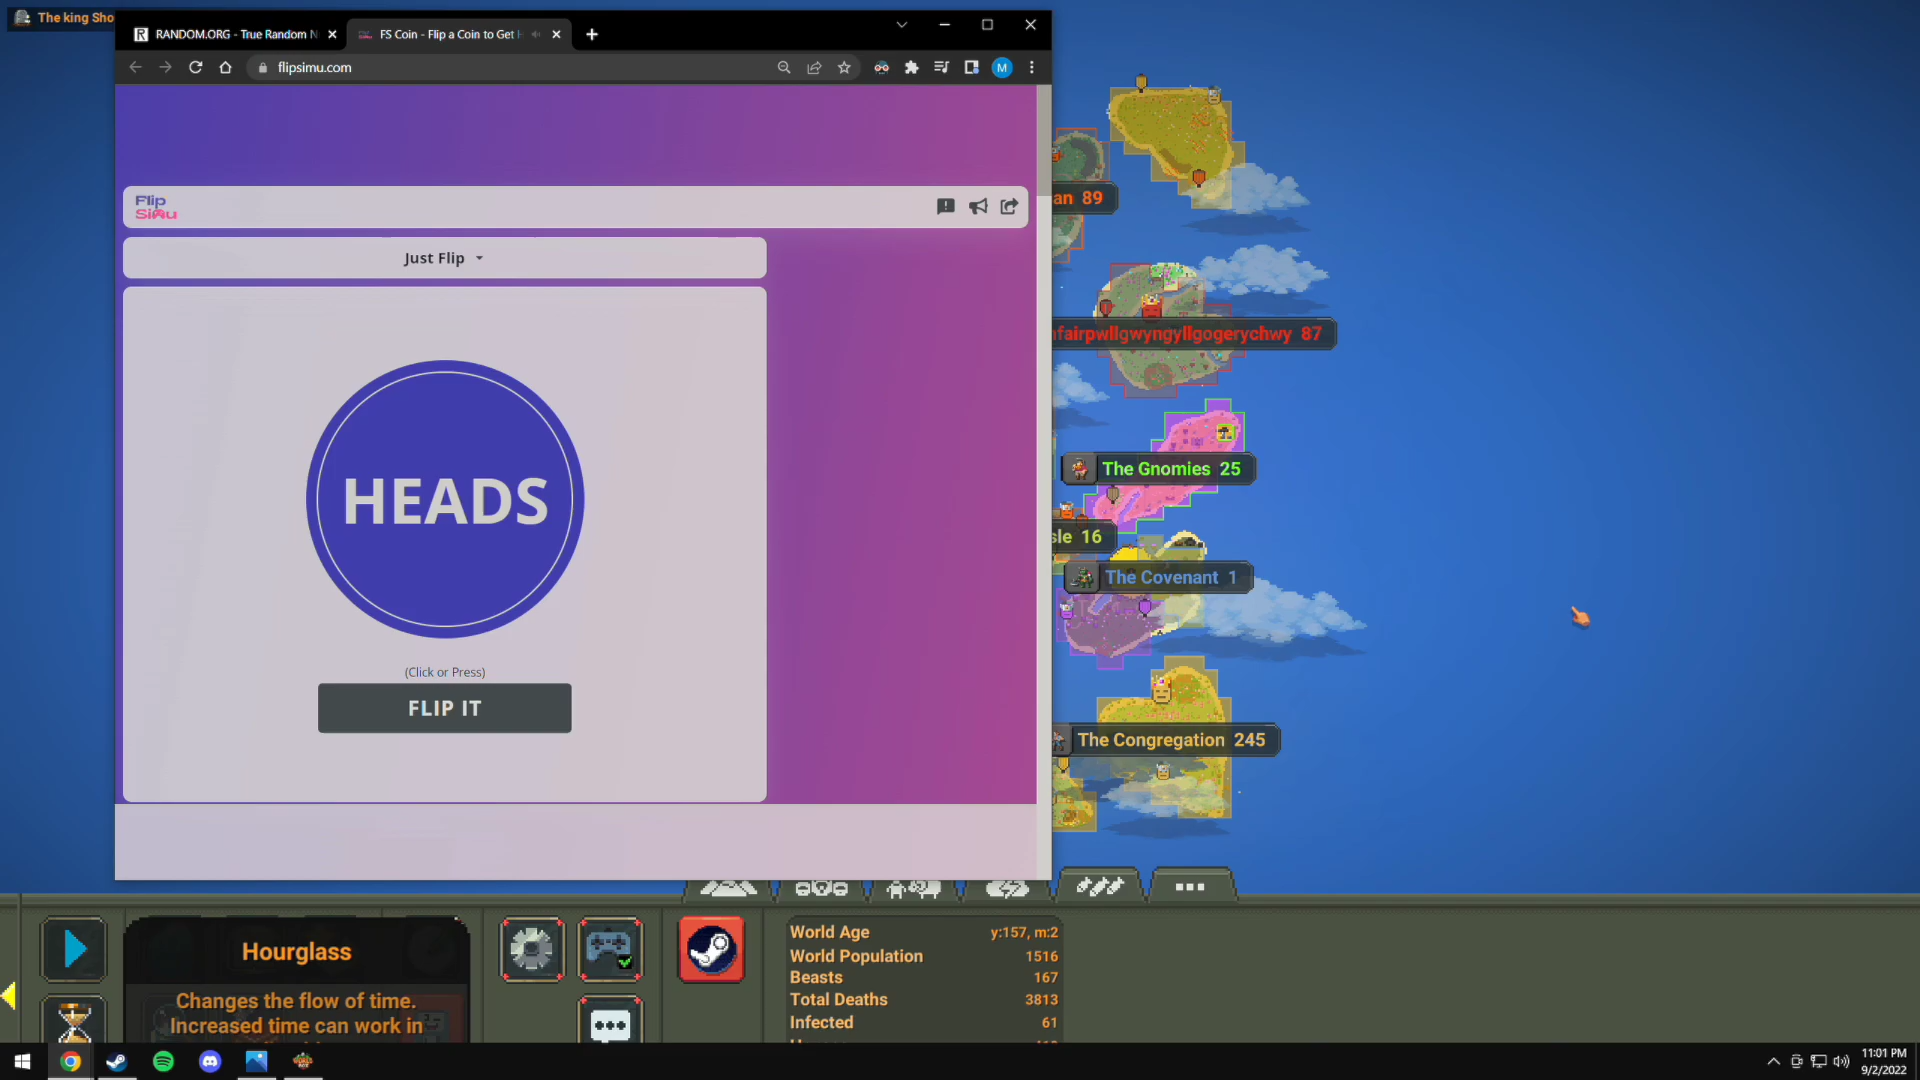 The king Sho
RANDOM.ORG - True Random N
FS Coin - Flip a Coin to Get H
flipsimu.com
M
Flip
Simu
Just Flip
HEADS
(Click or Press)
FLIP IT
an 89
nfairpwllgwyngyllgogerychwy 87
The Gnomies 25
sle 16
The Covenant 1
The Congregation 245
Hourglass
Changes the flow of time.
Increased time can work in
World Age y:157, m:2
World Population 1516
Beasts 167
Total Deaths 3813
Infected 61
11:01 PM
9/2/2022